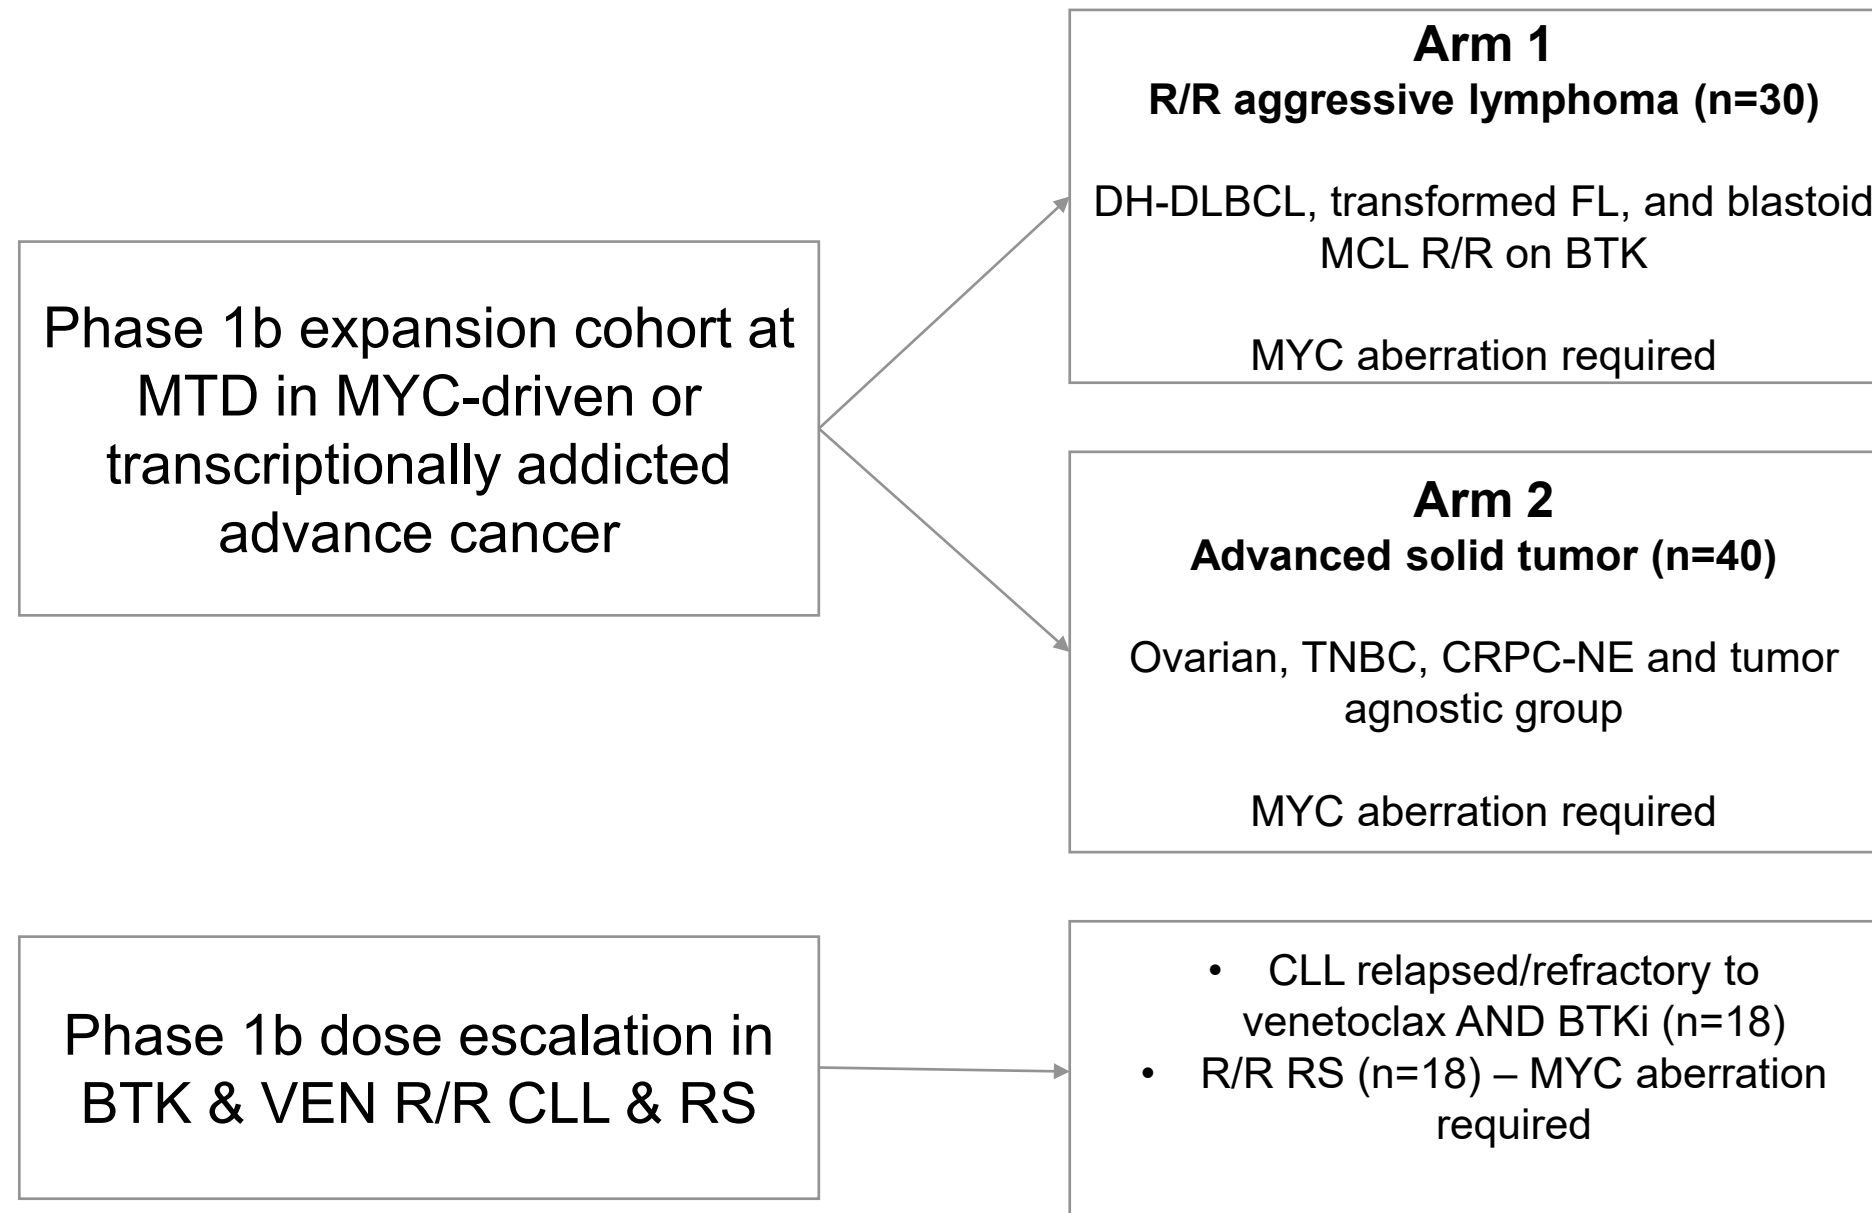 Phase 1b expansion cohort at
MTD in MYC-driven or
transcriptionally addicted
advance cancer
Arm 1
R/R aggressive lymphoma (n=30)
DH-DLBCL, transformed FL, and blastoid
MCL R/R on BTK
MYC aberration required
Arm 2
Advanced solid tumor (n=40)
Ovarian, TNBC, CRPC-NE and tumor
agnostic group
MYC aberration required
Phase 1b dose escalation in
BTK & VEN R/R CLL & RS
• CLL relapsed/refractory to
venetoclax AND BTKi (n=18)
• R/R RS (n=18) – MYC aberration
required